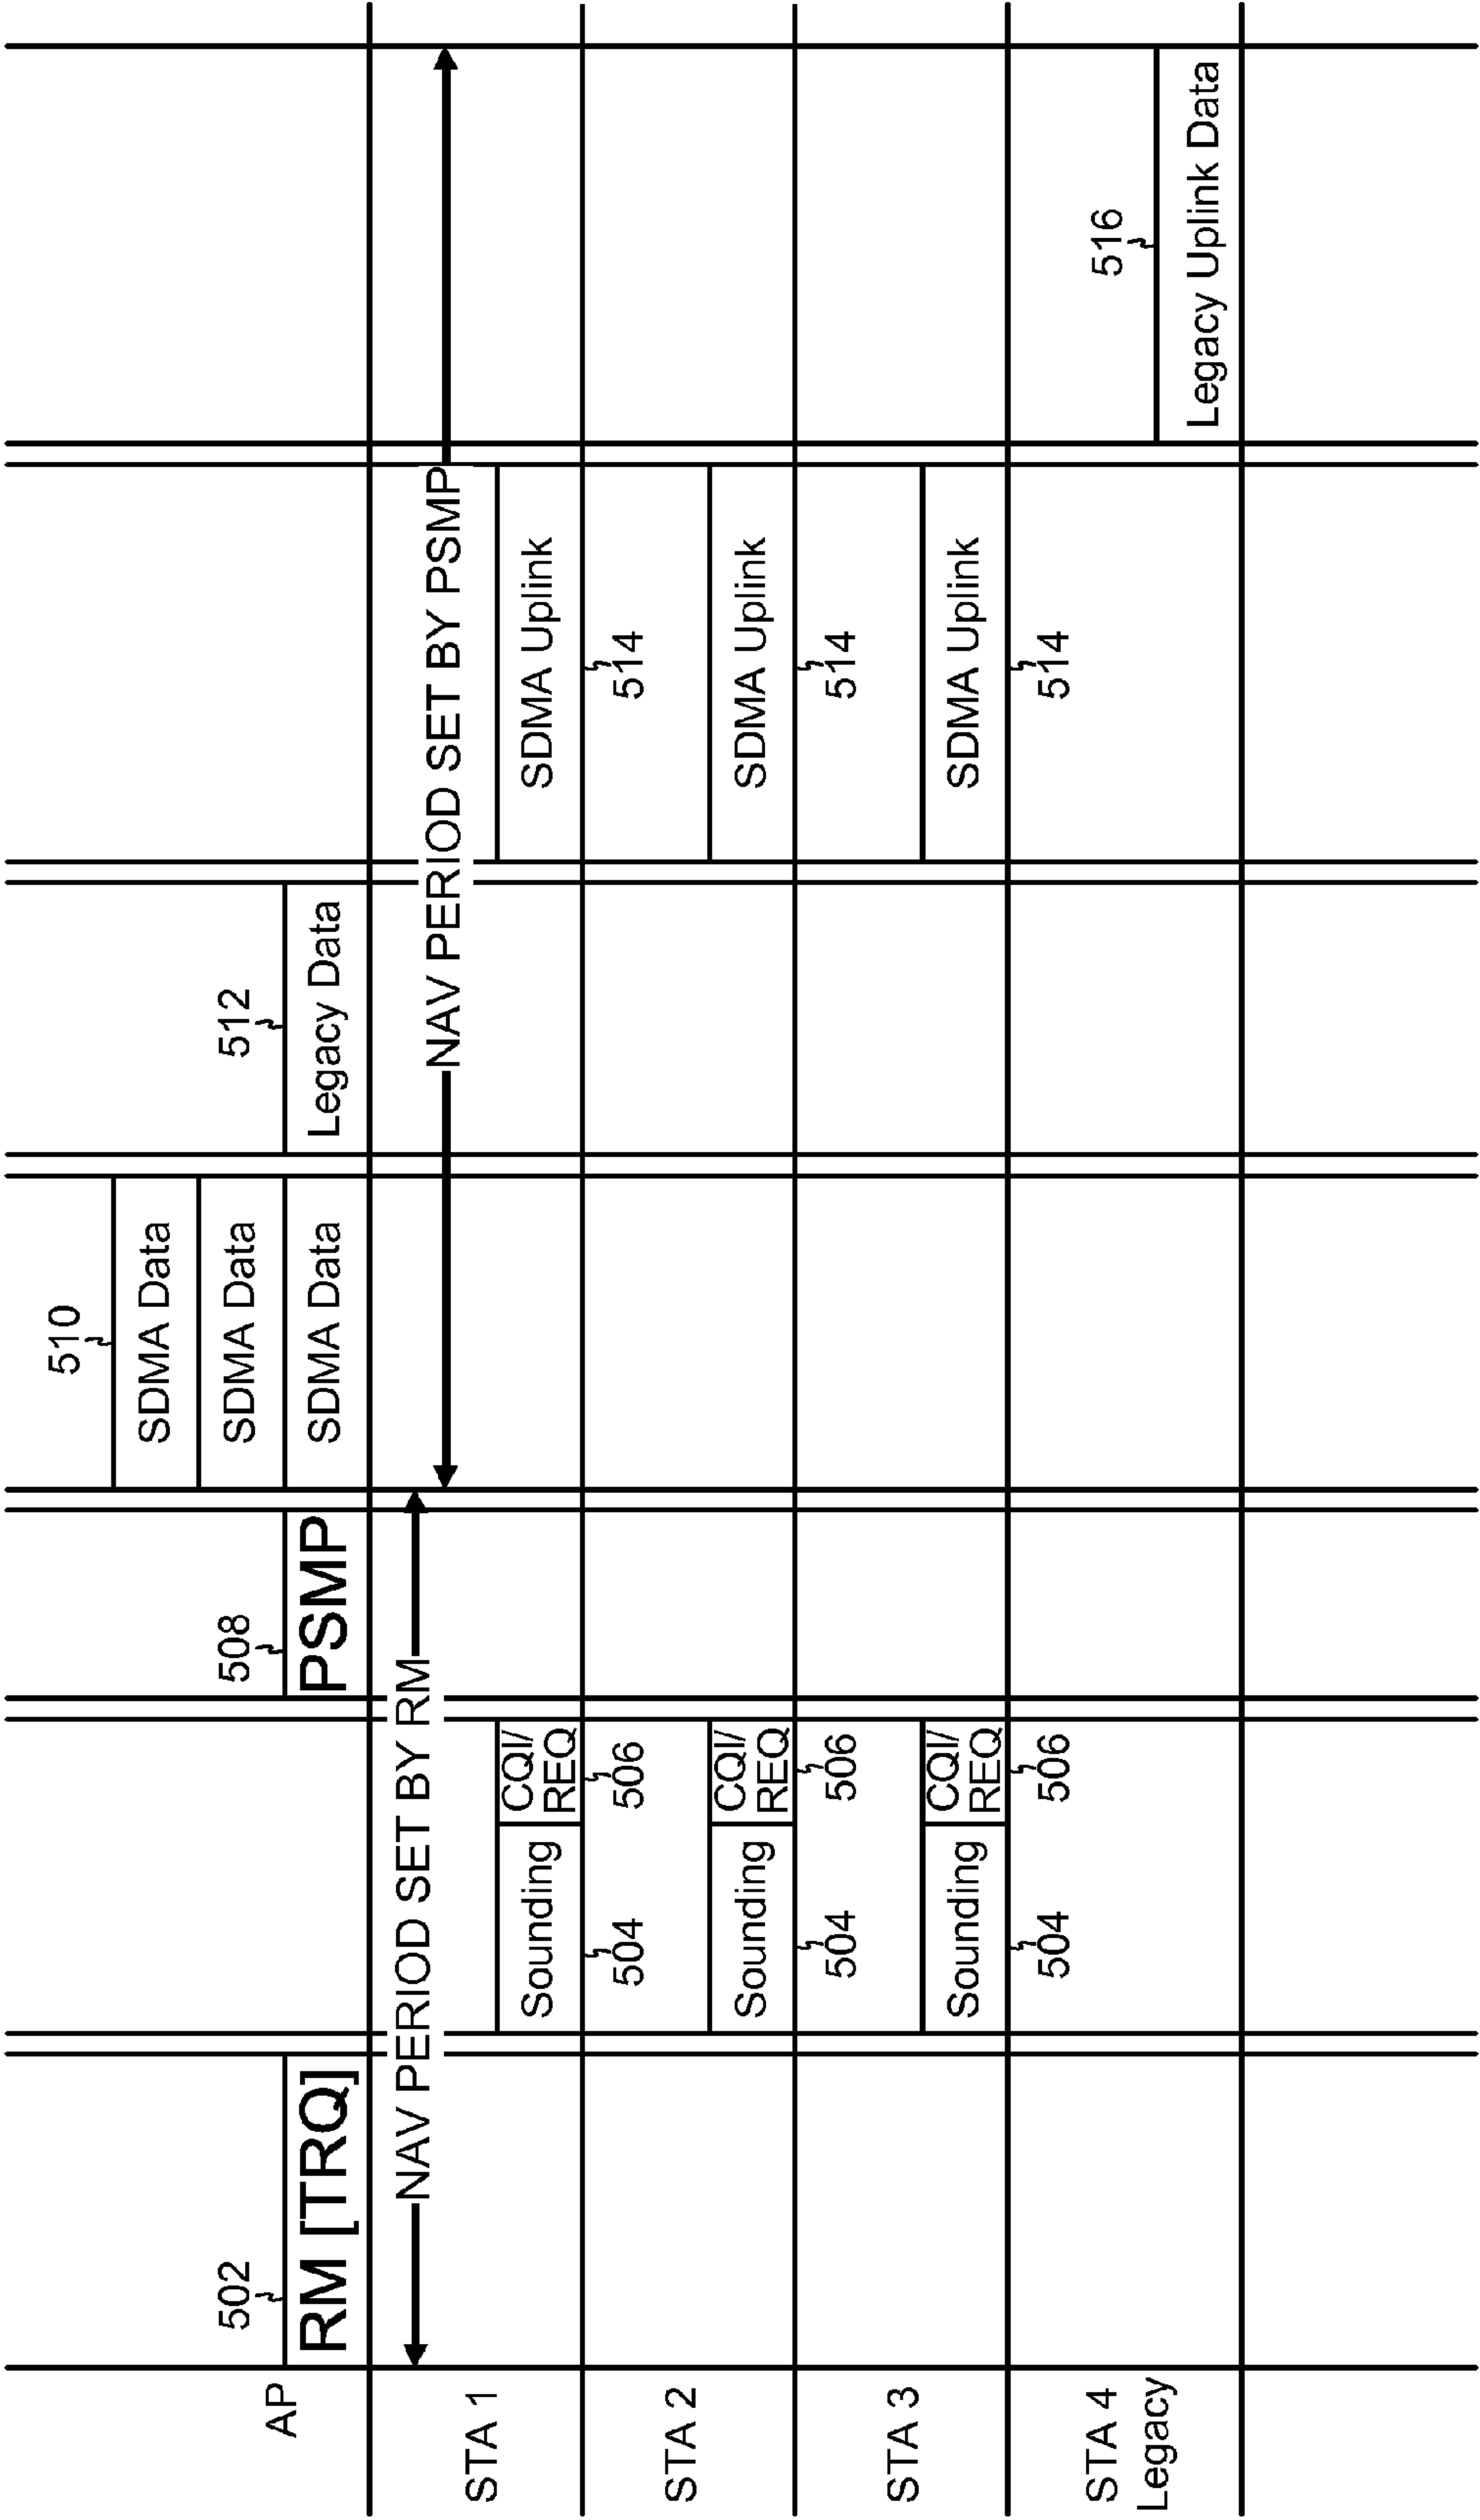 AP
502
RM [TRQ]
508
PSMP
510
SDMA Data
SDMA Data
SDMA Data
512
Legacy Data
NAV PERIOD SET BY RM
NAV PERIOD SET BY PSMP
STA 1
Sounding
CQI/
REQ
SDMA Uplink
504
506
514
STA 2
Sounding
CQI/
REQ
SDMA Uplink
504
506
514
STA 3
Sounding
CQI/
REQ
SDMA Uplink
504
506
514
STA 4
Legacy
516
Legacy Uplink Data